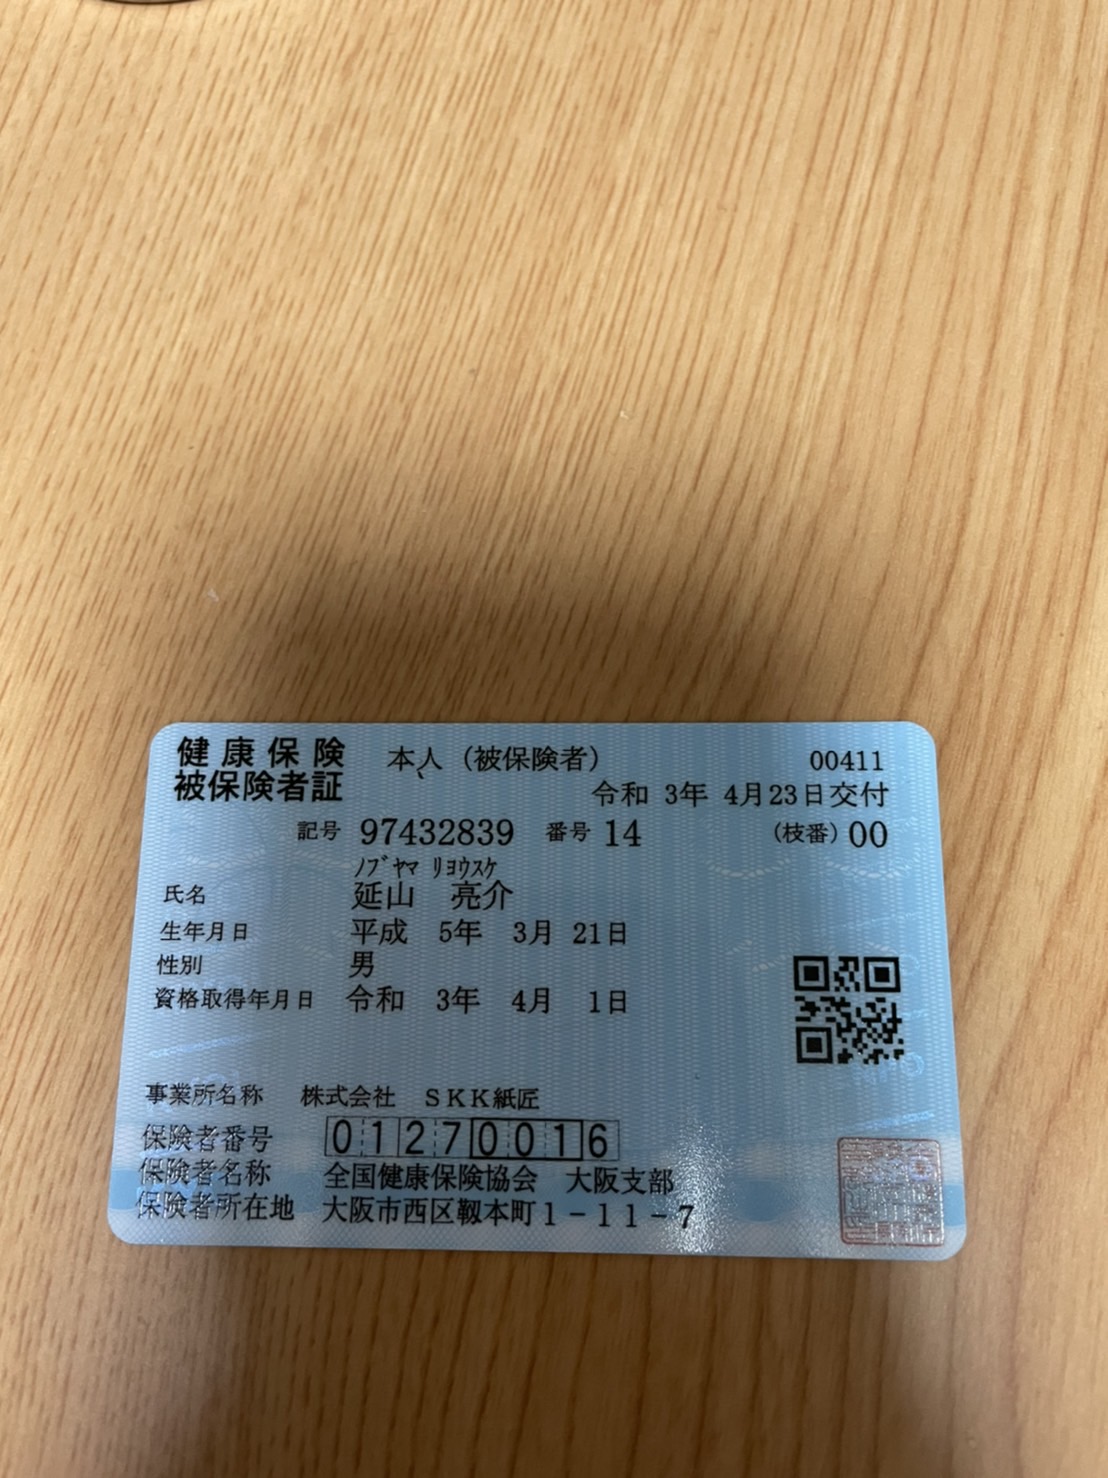 健康保険 本人（被保険者） 00411
被保険者証 令和 3年 4月23日交付
記号 97432839 番号 14 （枝番）00
ﾉﾌﾞﾔﾏ ﾘﾖｳｽｹ
氏名 延山 亮介
生年月日 平成 5年 3月 21日
性別 男
資格取得年月日 令和 3年 4月 1日
事業所名称 株式会社 SKK紙匠
保険者番号 01270016
保険者名称 全国健康保険協会 大阪支部
保険者所在地 大阪市西区靱本町1－11－7